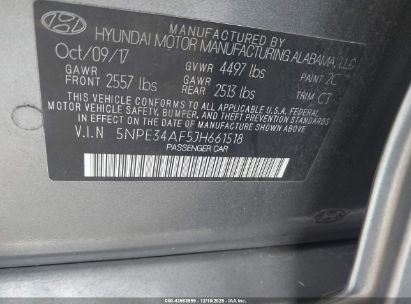 MANUFACTURED BY
HYUNDAI MOTOR MANUFACTURING ALABAMA, LLC
Oct/09/17 GVWR 4497 lbs PAINT 2C
GAWR FRONT 2557 lbs GAWR REAR 2513 lbs TRIM CT
THIS VEHICLE CONFORMS TO ALL APPLICABLE U.S. FEDERAL
MOTOR VEHICLE SAFETY, BUMPER, AND THEFT PREVENTION
STANDARDS IN EFFECT ON THE DATE OF MANUFACTURE SHOWN ABOVE.
V.I.N 5NPE34AF5JH661518
PASSENGER CAR